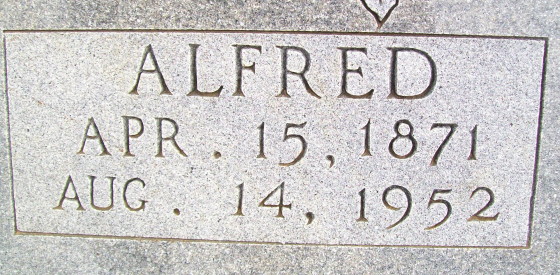 ALFRED
APR. 15, 1871
AUG. 14, 1952